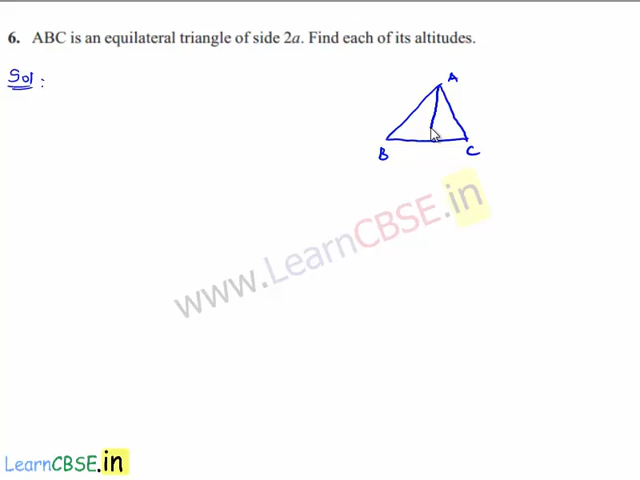 6. ABC is an equilateral triangle of side 2a. Find each of its altitudes.
Sol :
A
B
C
www.LearnCBSE.in
LearnCBSE.in